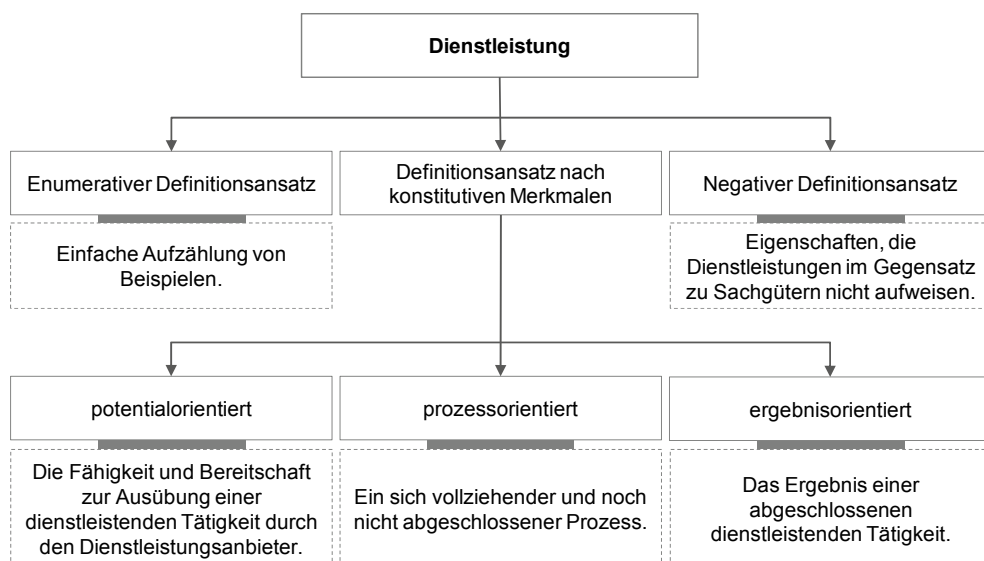 Dienstleistung
Enumerativer Definitionsansatz
Definitionsansatz nach
konstitutiven Merkmalen
Negativer Definitionsansatz
Einfache Aufzählung von
Beispielen.
Eigenschaften, die
Dienstleistungen im Gegensatz
zu Sachgütern nicht aufweisen.
potentialorientiert
prozessorientiert
ergebnisorientiert
Die Fähigkeit und Bereitschaft
zur Ausübung einer
dienstleistenden Tätigkeit durch
den Dienstleistungsanbieter.
Ein sich vollziehender und noch
nicht abgeschlossener Prozess.
Das Ergebnis einer
abgeschlossenen
dienstleistenden Tätigkeit.